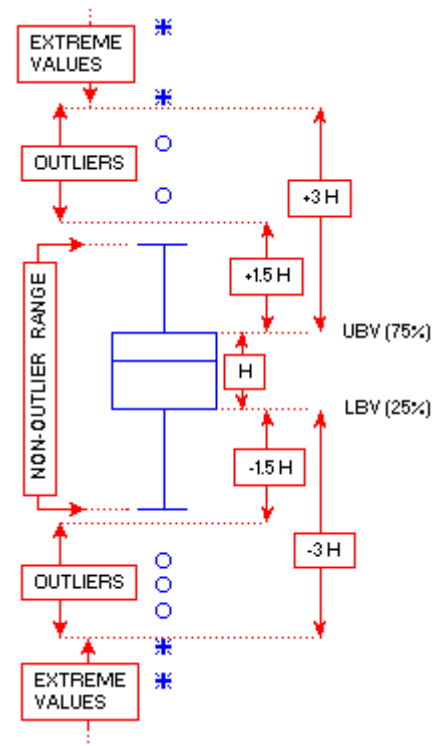 EXTREME
VALUES
OUTLIERS
+3 H
+1.5 H
NON-OUTLIER RANGE
UBV (75%)
H
LBV (25%)
-1.5 H
-3 H
OUTLIERS
EXTREME
VALUES